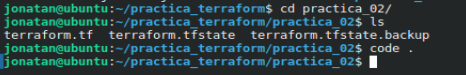 jonatan@ubuntu:~/practica_terraform$ cd practica_02/
jonatan@ubuntu:~/practica_terraform/practica_02$ ls
terraform.tf  terraform.tfstate  terraform.tfstate.backup
jonatan@ubuntu:~/practica_terraform/practica_02$ code .
jonatan@ubuntu:~/practica_terraform/practica_02$